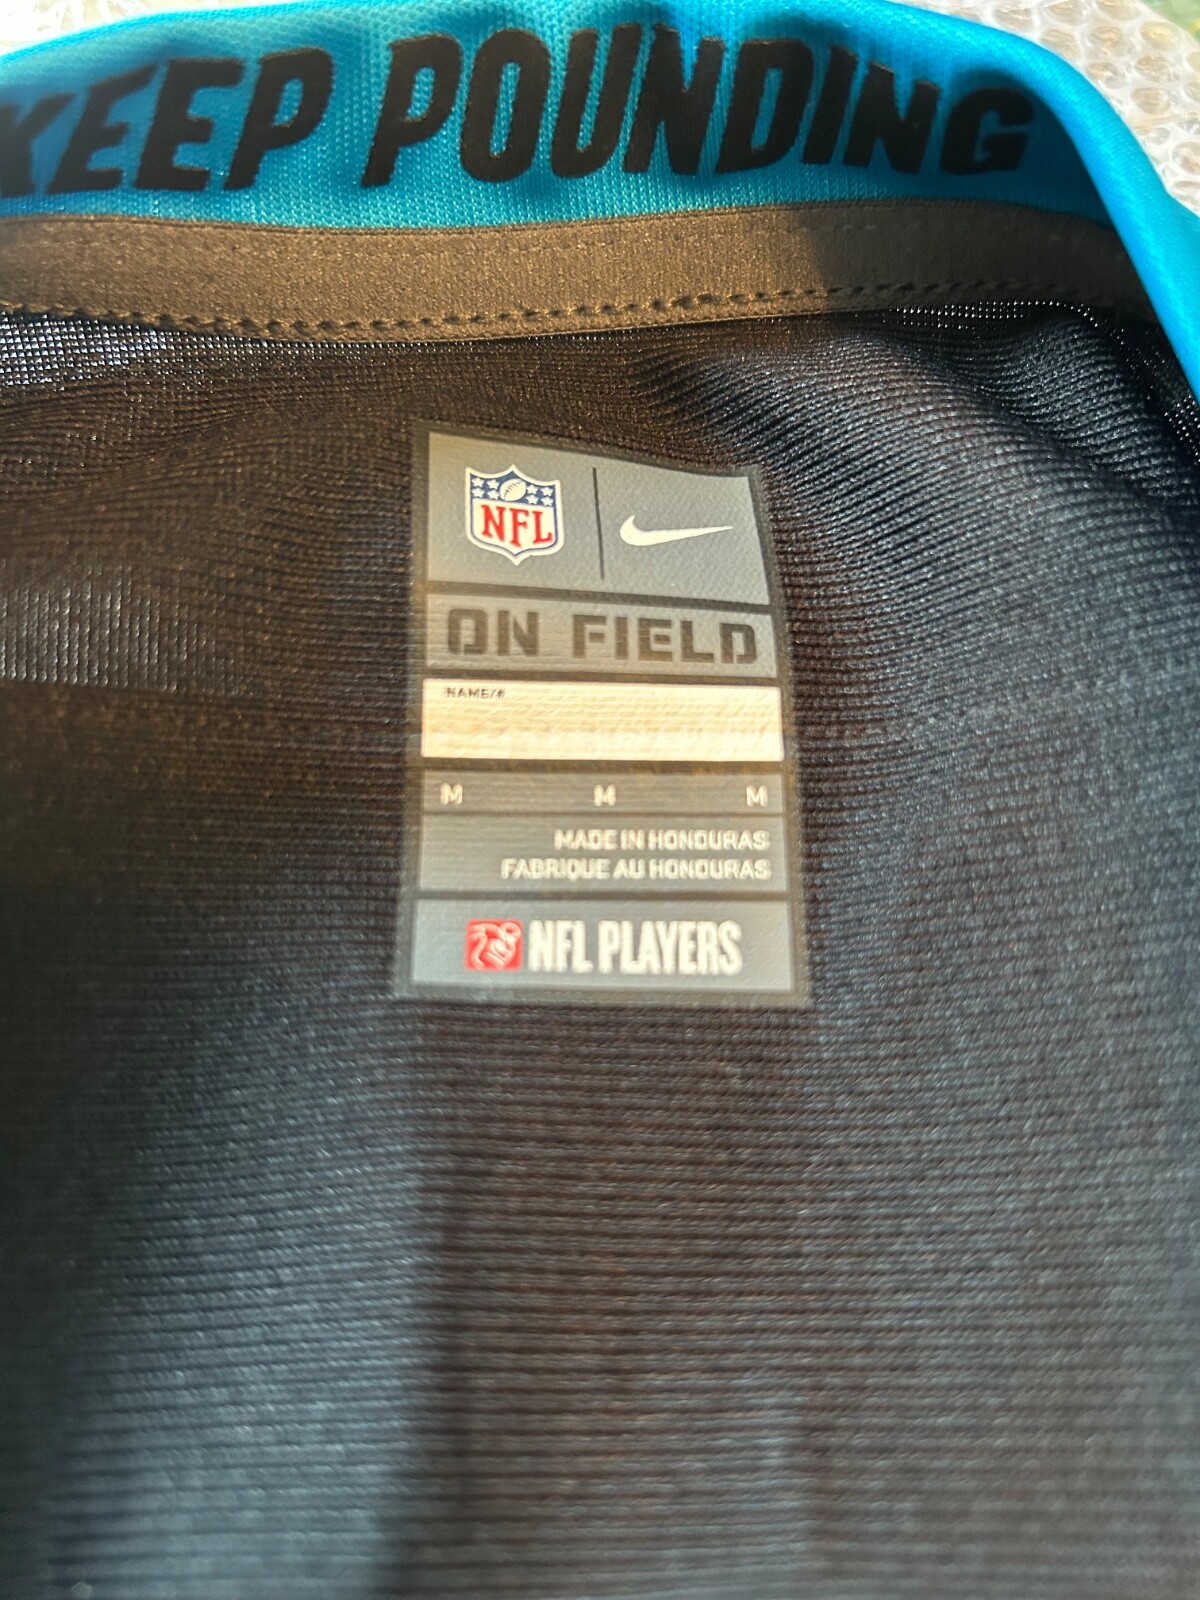 KEEP POUNDING
NFL
ON FIELD
NAME/#
M M M
MADE IN HONDURAS
FABRIQUE AU HONDURAS
NFL PLAYERS